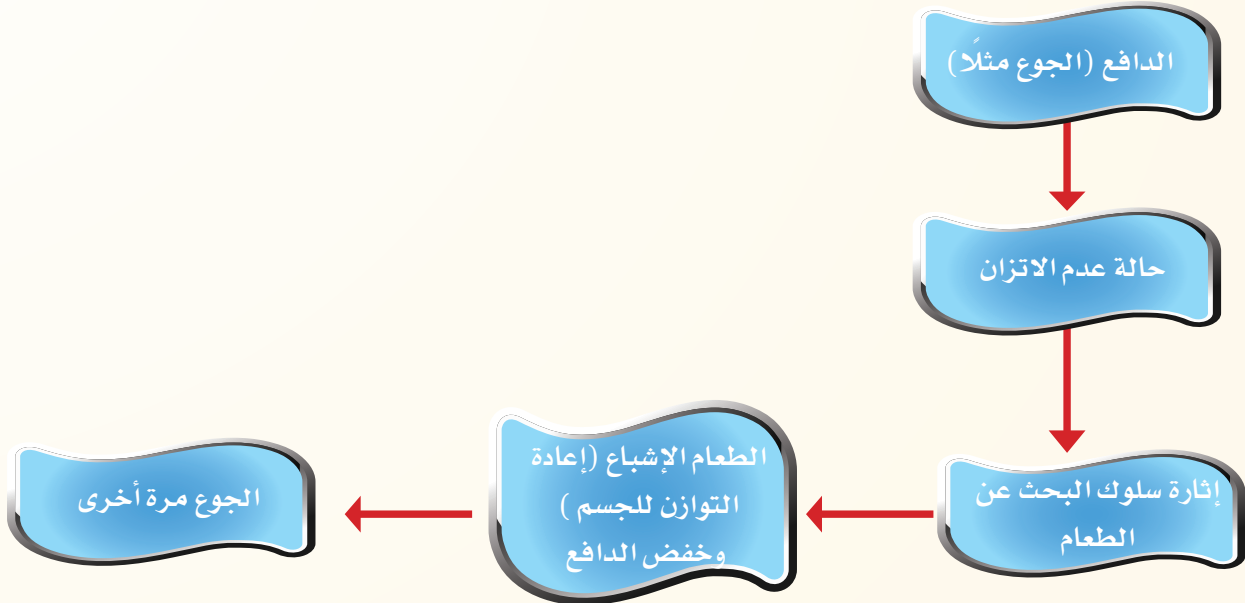 الدافع (الجوع مثلًا)
حالة عدم الاتزان
إثارة سلوك البحث عن
الطعام
الطعام الإشباع (إعادة
التوازن للجسم )
وخفض الدافع
الجوع مرة أخرى